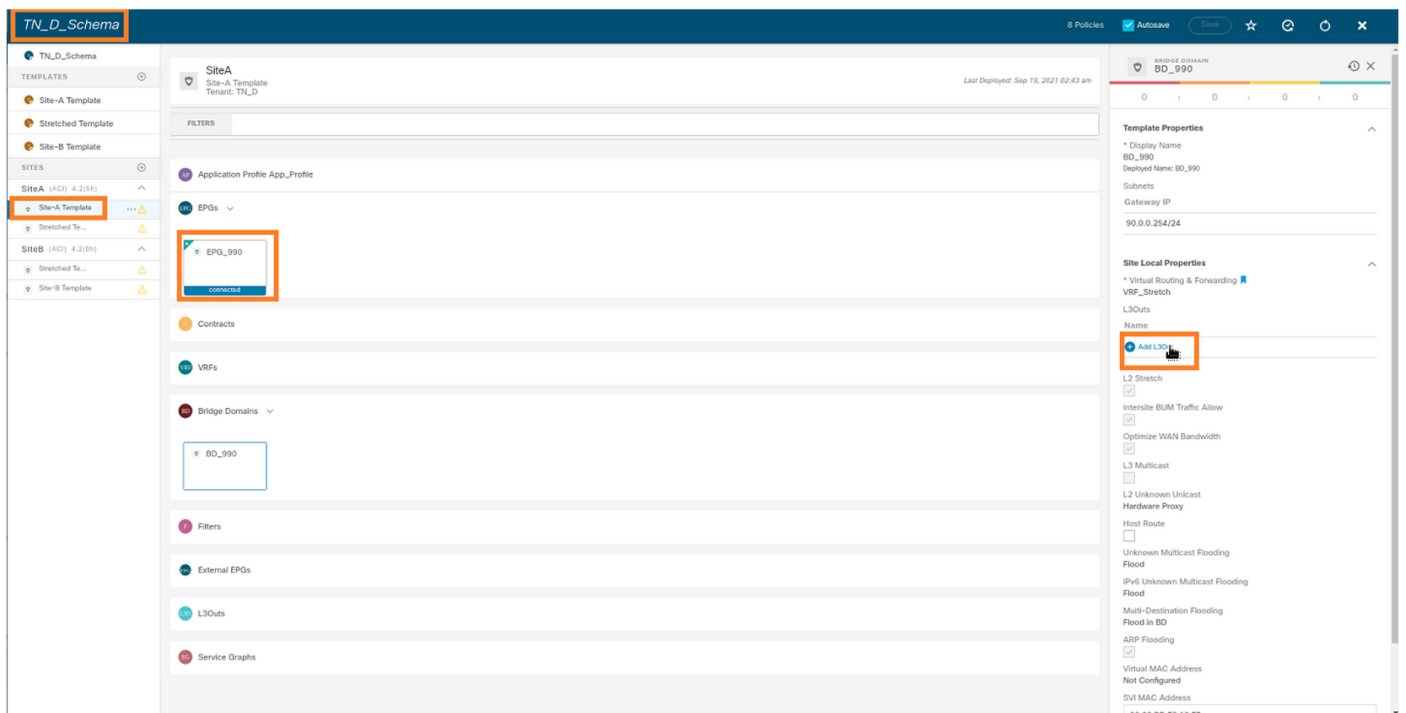 TN_D_Schema
8 Policies
Autosave
Save
TN_D_Schema
TEMPLATES
Site-A Template
Stretched Template
Site-B Template
SITES
SiteA (ACI) 4.2(6h)
Site-A Template
Stretched Te...
SiteB (ACI) 4.2(6h)
Stretched Te...
Site-B Template
SiteA
Site-A Template
Tenant: TN_D
Last Deployed: Sep 19, 2021 02:43 am
FILTERS
AP Application Profile App_Profile
EPG EPGs
EPG_990
connected
C Contracts
VRF VRFs
BD Bridge Domains
BD_990
F Filters
External EPGs
L3O L3Outs
SG Service Graphs
BRIDGE DOMAIN
BD_990
0 0 0 0
Template Properties
* Display Name
BD_990
Deployed Name: BD_990
Subnets
Gateway IP
90.0.0.254/24
Site Local Properties
* Virtual Routing & Forwarding
VRF_Stretch
L3Outs
Name
Add L3O
L2 Stretch
Intersite BUM Traffic Allow
Optimize WAN Bandwidth
L3 Multicast
L2 Unknown Unicast
Hardware Proxy
Host Route
Unknown Multicast Flooding
Flood
IPv6 Unknown Multicast Flooding
Flood
Multi-Destination Flooding
Flood in BD
ARP Flooding
Virtual MAC Address
Not Configured
SVI MAC Address